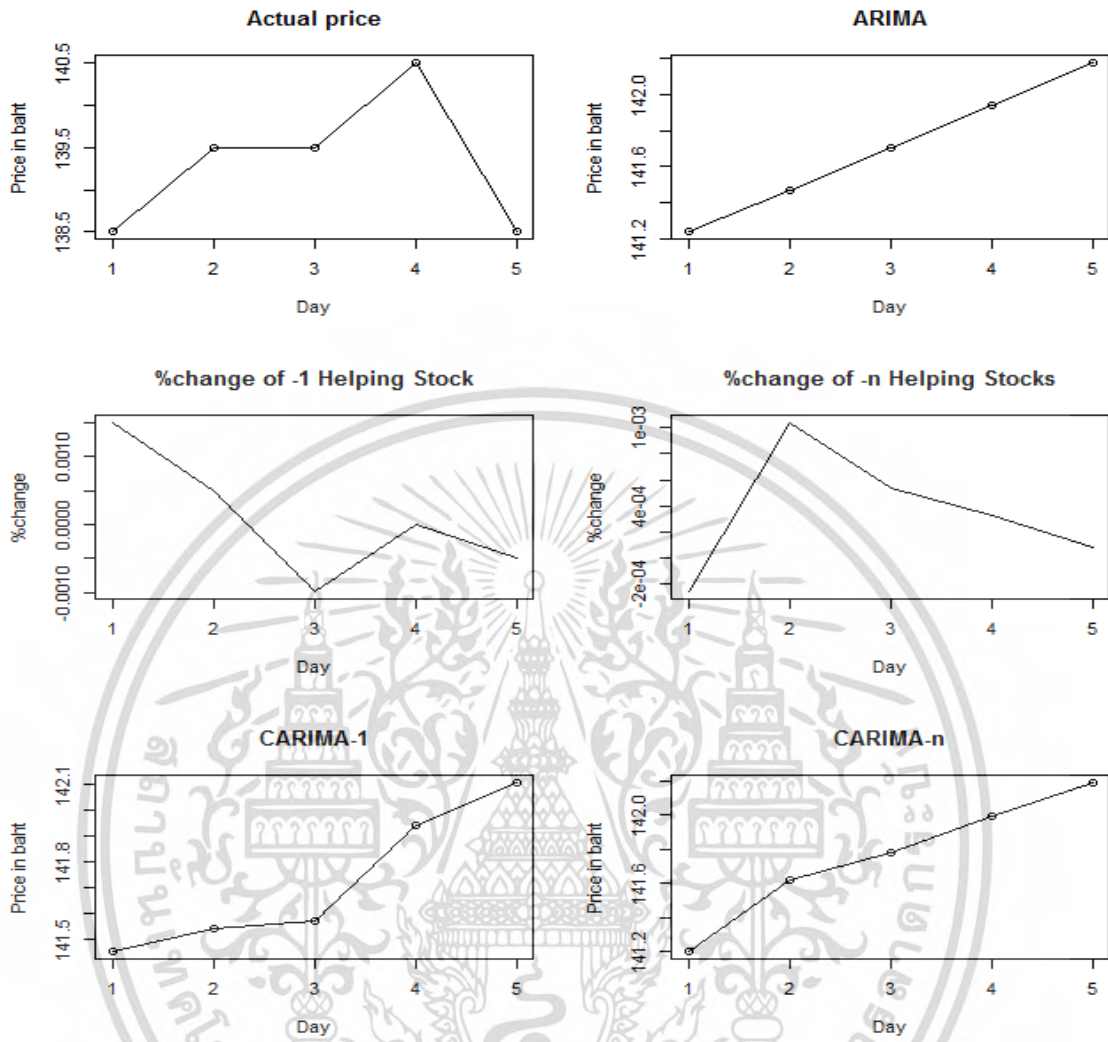 Actual price
Price in baht
138.5 139.5 140.5
1 2 3 4 5
Day
ARIMA
Price in baht
141.2 141.6 142.0
1 2 3 4 5
Day
%change of -1 Helping Stock
%change
-0.0010 0.0000 0.0010
1 2 3 4 5
Day
%change of -n Helping Stocks
%change
-2e-04 4e-04 1e-03
1 2 3 4 5
Day
CARIMA-1
Price in baht
141.5 141.8 142.1
1 2 3 4 5
Day
CARIMA-n
Price in baht
141.2 141.6 142.0
1 2 3 4 5
Day